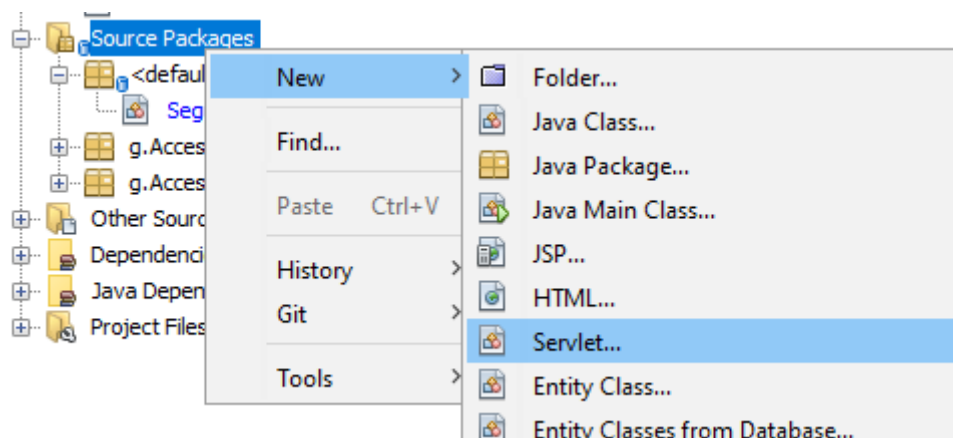 Source Packages
<defaul
Seg
g.Acces
g.Acces
Other Sourc
Dependenci
Java Depen
Project Files
New >
Find...
Paste Ctrl+V
History >
Git >
Tools >
Folder...
Java Class...
Java Package...
Java Main Class...
JSP...
HTML...
Servlet...
Entity Class...
Entity Classes from Database...